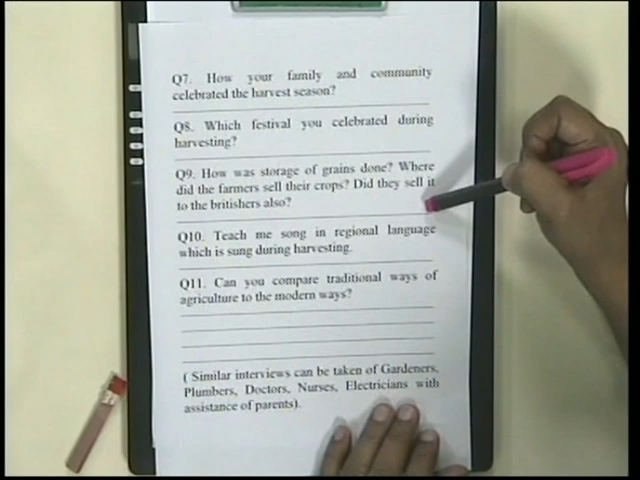 Q7. How your family and community
celebrated the harvest season?
Q8. Which festival you celebrated during
harvesting?
Q9. How was storage of grains done? Where
did the farmers sell their crops? Did they sell it
to the britishers also?
Q10. Teach me song in regional language
which is sung during harvesting.
Q11. Can you compare traditional ways of
agriculture to the modern ways?
( Similar interviews can be taken of Gardeners,
Plumbers, Doctors, Nurses, Electricians with
assistance of parents).